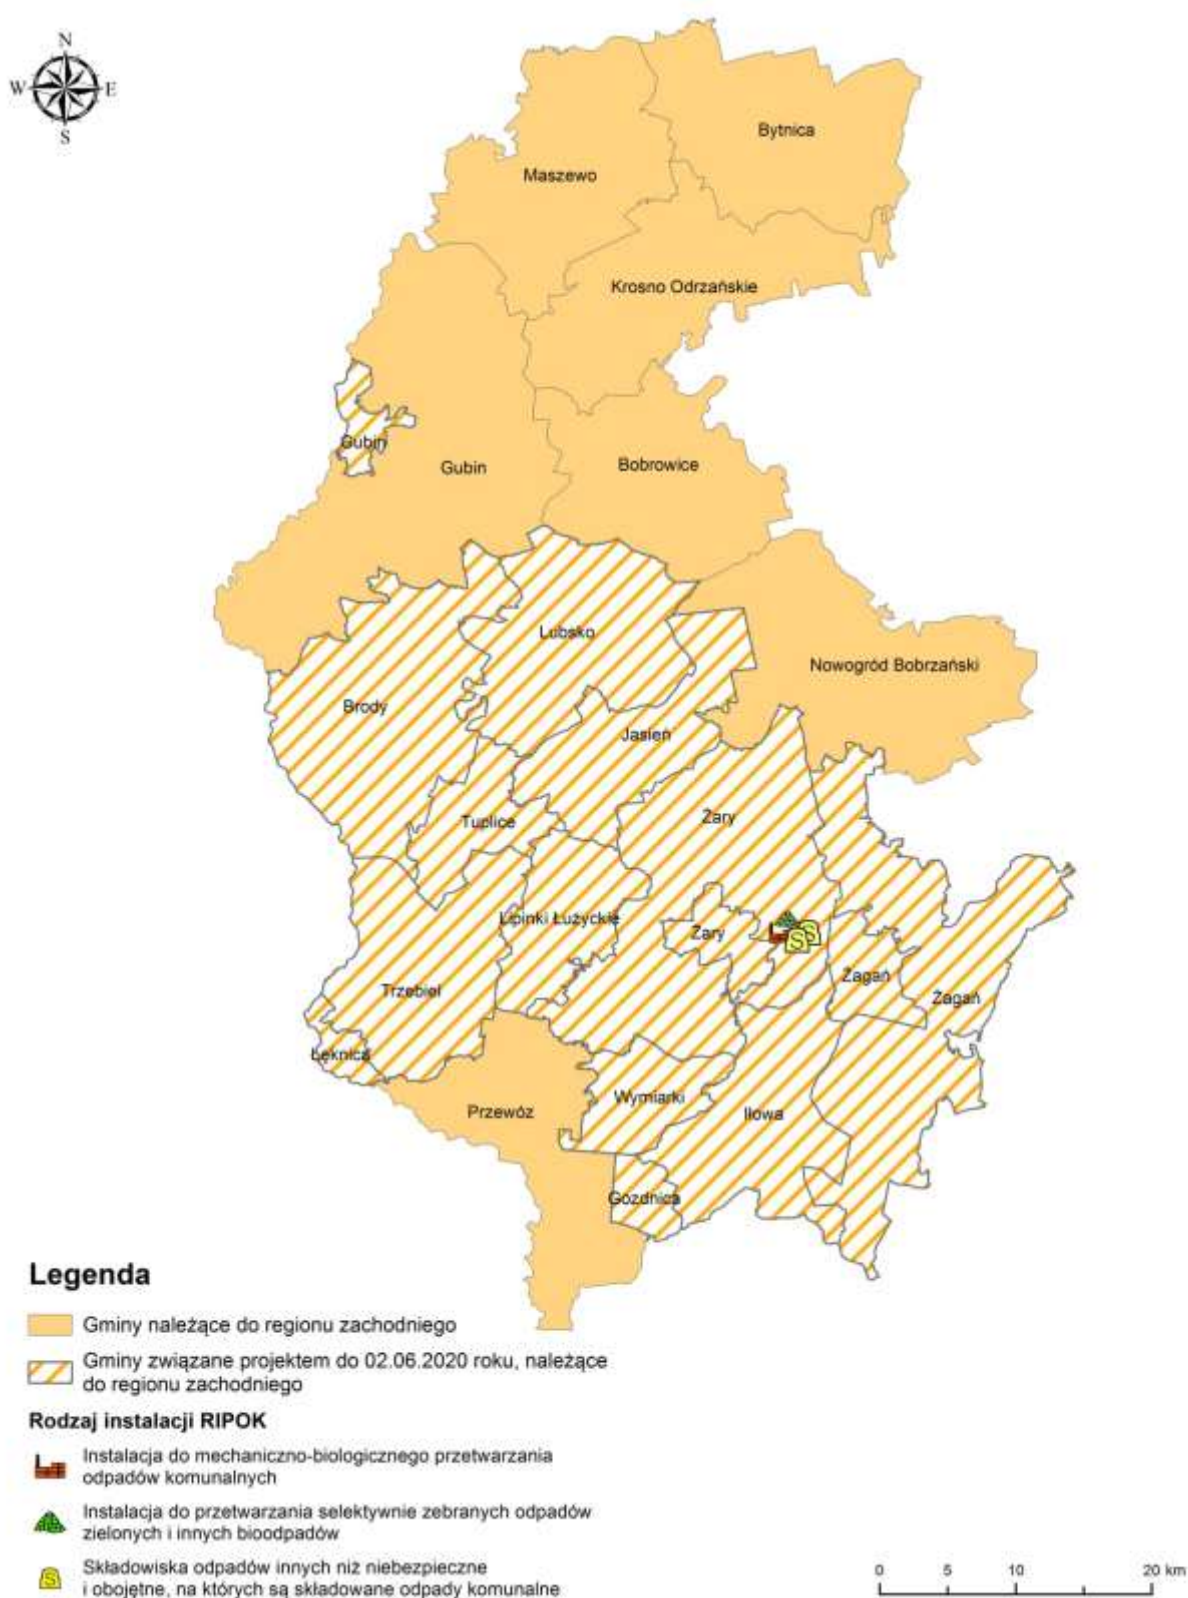 N
W
E
S
Bytnica
Maszewo
Krosno Odrzańskie
Gubin
Gubin
Bobrowice
Lubsko
Nowogród Bobrzański
Brody
Jasień
Tuplice
Żary
Lipinki Łużyckie
Żary
S
S
Żagań
Żagań
Trzebiel
Łęknica
Wymiarki
Przewóz
Iłowa
Gozdnica
Legenda
Gminy należące do regionu zachodniego
Gminy związane projektem do 02.06.2020 roku, należące
do regionu zachodniego
Rodzaj instalacji RIPOK
Instalacja do mechaniczno-biologicznego przetwarzania
odpadów komunalnych
Instalacja do przetwarzania selektywnie zebranych odpadów
zielonych i innych bioodpadów
S
Składowiska odpadów innych niż niebezpieczne
i obojętne, na których są składowane odpady komunalne
0 5 10 20 km